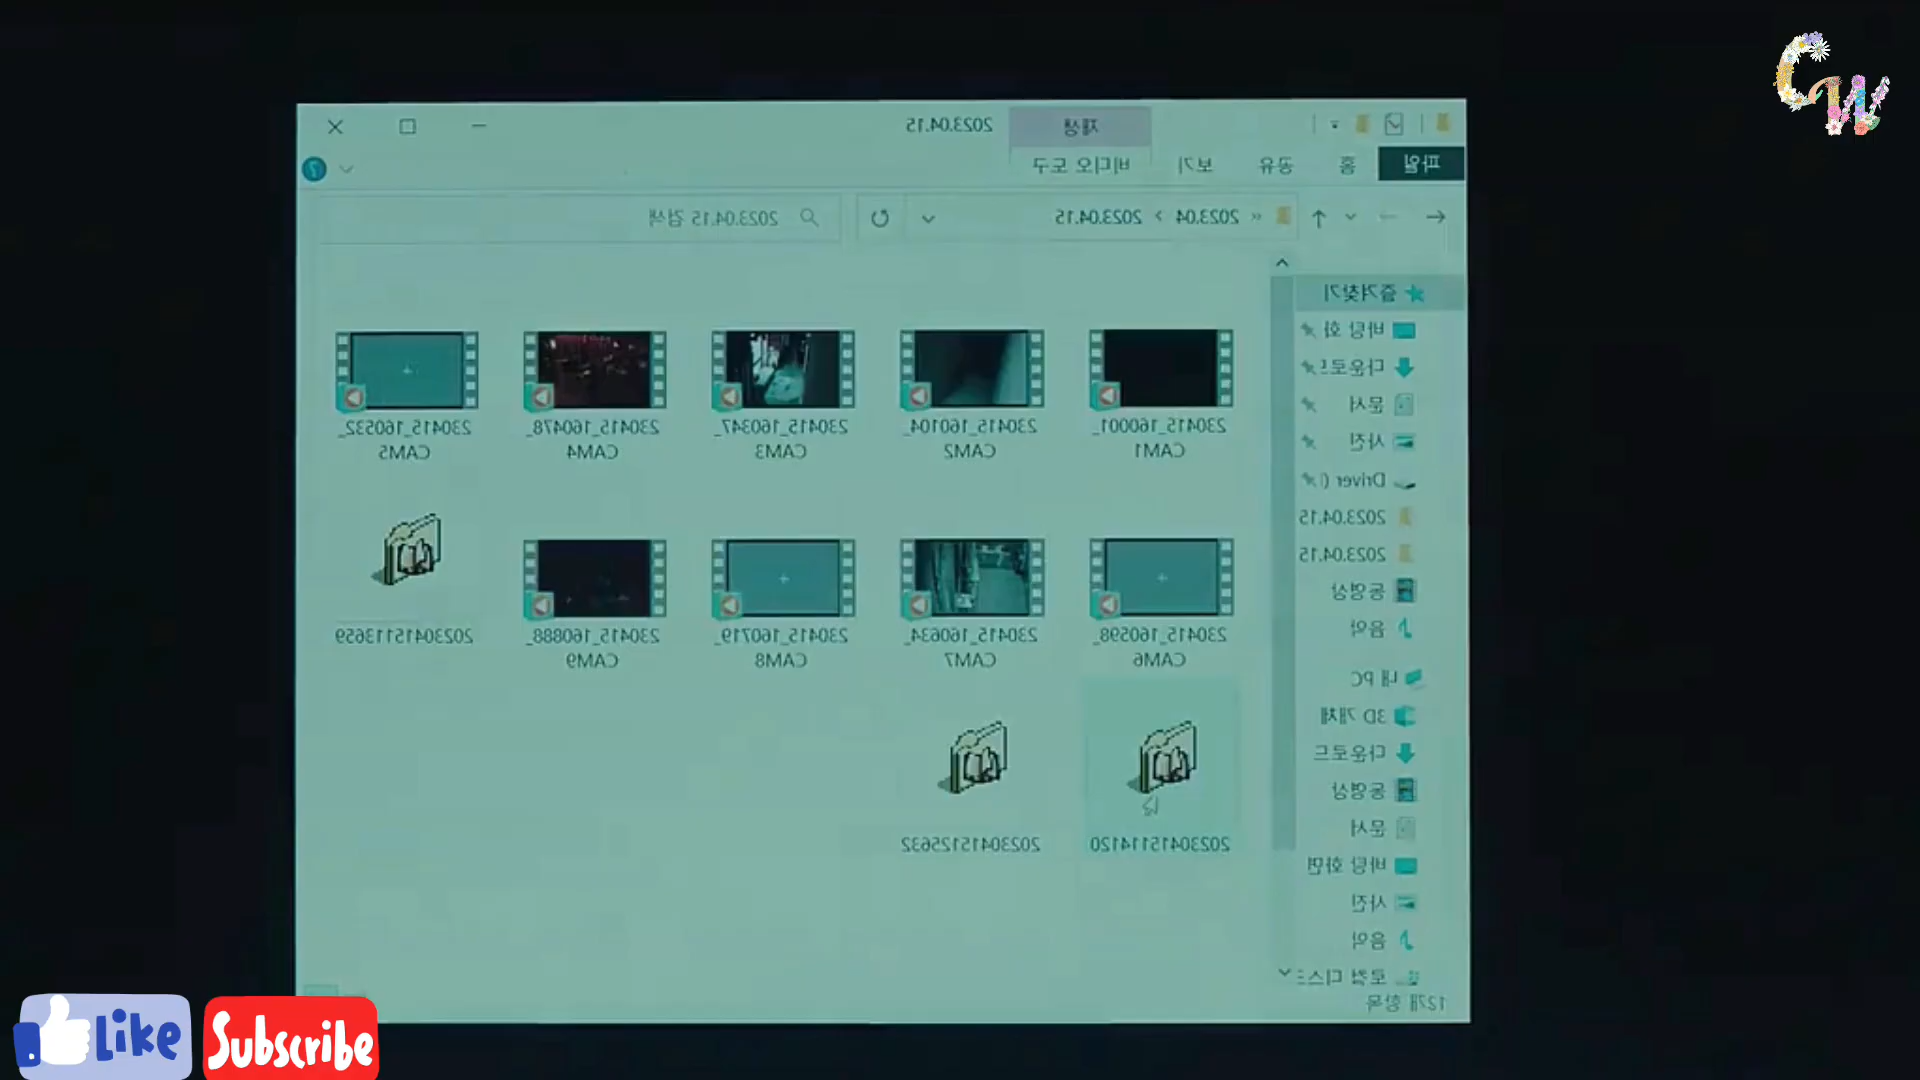 재생
2023.04.15
파일 홈 공유 보기 비디오 도구
« 2023.04 > 2023.04.15
2023.04.15 검색
즐겨찾기
바탕 화
다운로드
문서
사진
Driver (
2023.04.15
2023.04.15
동영상
음악
내 PC
3D 개체
다운로드
동영상
문서
바탕 화면
사진
음악
로컬 디스크
12개 항목
230415_160001_
CAM1
230415_160104_
CAM2
230415_160347_
CAM3
230415_160478_
CAM4
230415_160532_
CAM5
230415_160598_
CAM6
230415_160634_
CAM7
230415_160719_
CAM8
230415_160888_
CAM9
20230415113659
20230415114120
20230415125632
CW
Like
Subscribe